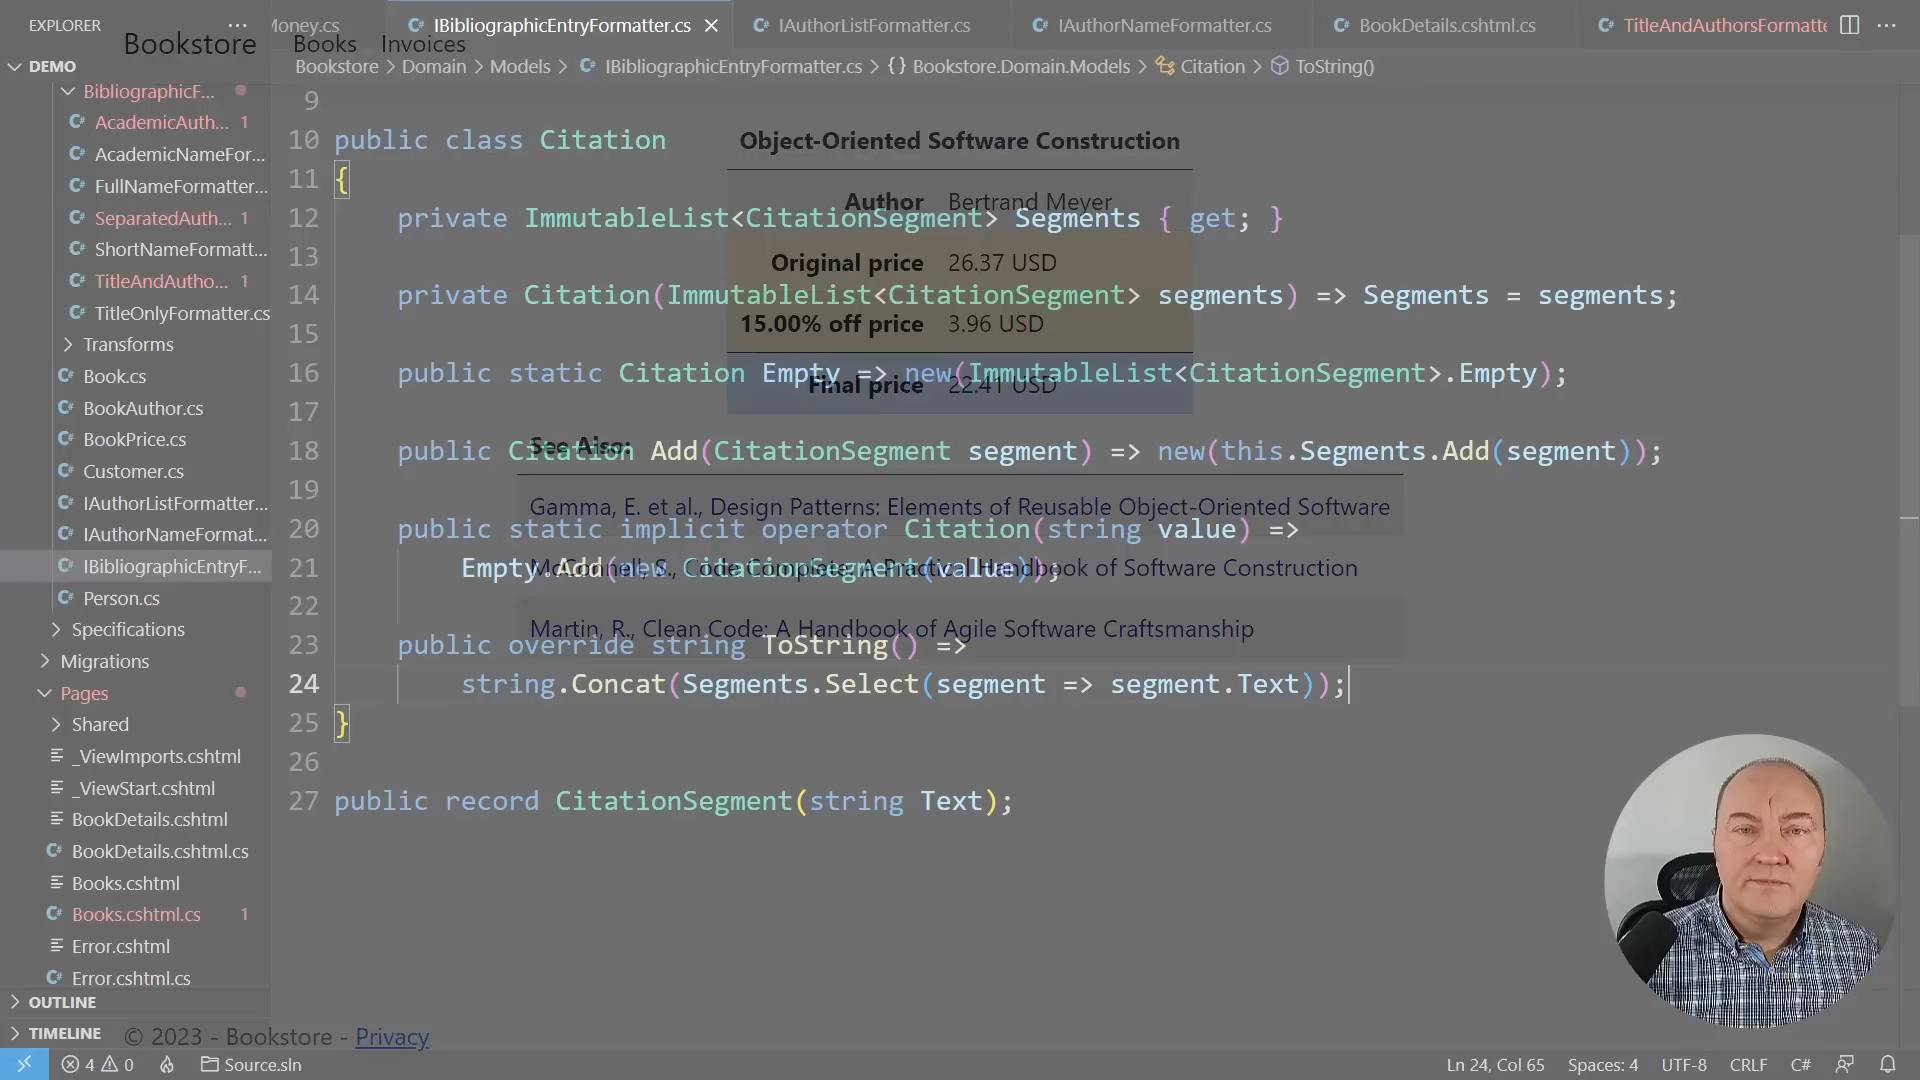 EXPLORER
Bookstore
Books
Invoices
Money.cs
IBibliographicEntryFormatter.cs
IAuthorListFormatter.cs
IAuthorNameFormatter.cs
BookDetails.cshtml.cs
TitleAndAuthorsFormatte
Bookstore > Domain > Models > IBibliographicEntryFormatter.cs > {} Bookstore.Domain.Models > Citation > ToString()
DEMO
BibliographicF...
AcademicAuth... 1
AcademicNameFor...
FullNameFormatter...
SeparatedAuth... 1
ShortNameFormatt...
TitleAndAutho... 1
TitleOnlyFormatter.cs
Transforms
Book.cs
BookAuthor.cs
BookPrice.cs
Customer.cs
IAuthorListFormatter...
IAuthorNameFormat...
IBibliographicEntryF...
Person.cs
Specifications
Migrations
Pages
Shared
_ViewImports.cshtml
_ViewStart.cshtml
BookDetails.cshtml
BookDetails.cshtml.cs
Books.cshtml
Books.cshtml.cs 1
Error.cshtml
Error.cshtml.cs
OUTLINE
TIMELINE
9
10 public class Citation
11 {
12 private ImmutableList<CitationSegment> Segments { get; }
13
14 private Citation(ImmutableList<CitationSegment> segments) => Segments = segments;
15
16 public static Citation Empty => new(ImmutableList<CitationSegment>.Empty);
17
18 public Citation Add(CitationSegment segment) => new(this.Segments.Add(segment));
19
20 public static implicit operator Citation(string value) =>
21 Empty.Add(new CitationSegment(value));
22
23 public override string ToString() =>
24 string.Concat(Segments.Select(segment => segment.Text));
25 }
26
27 public record CitationSegment(string Text);
Object-Oriented Software Construction
Author Bertrand Meyer
Original price 26.37 USD
15.00% off price 3.96 USD
Final price 22.41 USD
See Also:
Gamma, E. et al., Design Patterns: Elements of Reusable Object-Oriented Software
McConnell, S., Code Complete: A Practical Handbook of Software Construction
Martin, R., Clean Code: A Handbook of Agile Software Craftsmanship
© 2023 - Bookstore - Privacy
4 0 Source.sln
Ln 24, Col 65 Spaces: 4 UTF-8 CRLF C#